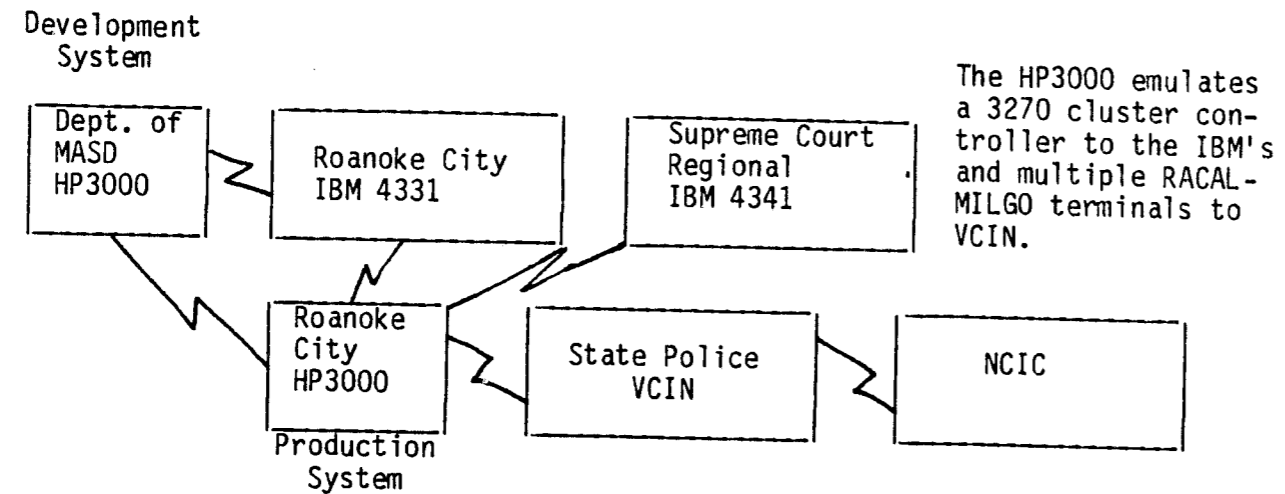 Development
System
Dept. of
MASD
HP3000
Roanoke City
IBM 4331
Supreme Court
Regional
IBM 4341
The HP3000 emulates
a 3270 cluster con-
troller to the IBM's
and multiple RACAL-
MILGO terminals to
VCIN.
Roanoke
City
HP3000
State Police
VCIN
NCIC
Production
System